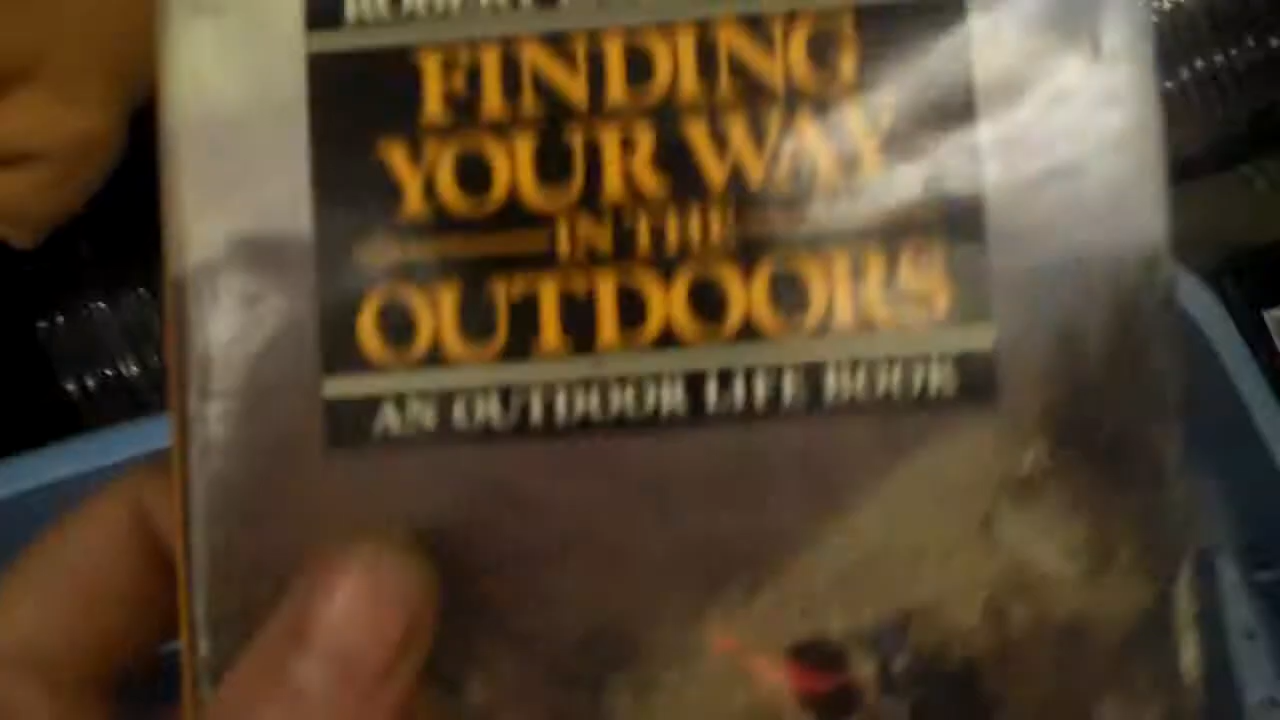 FINDING
YOUR WAY
IN THE
OUTDOORS
AN OUTDOOR LIFE BOOK